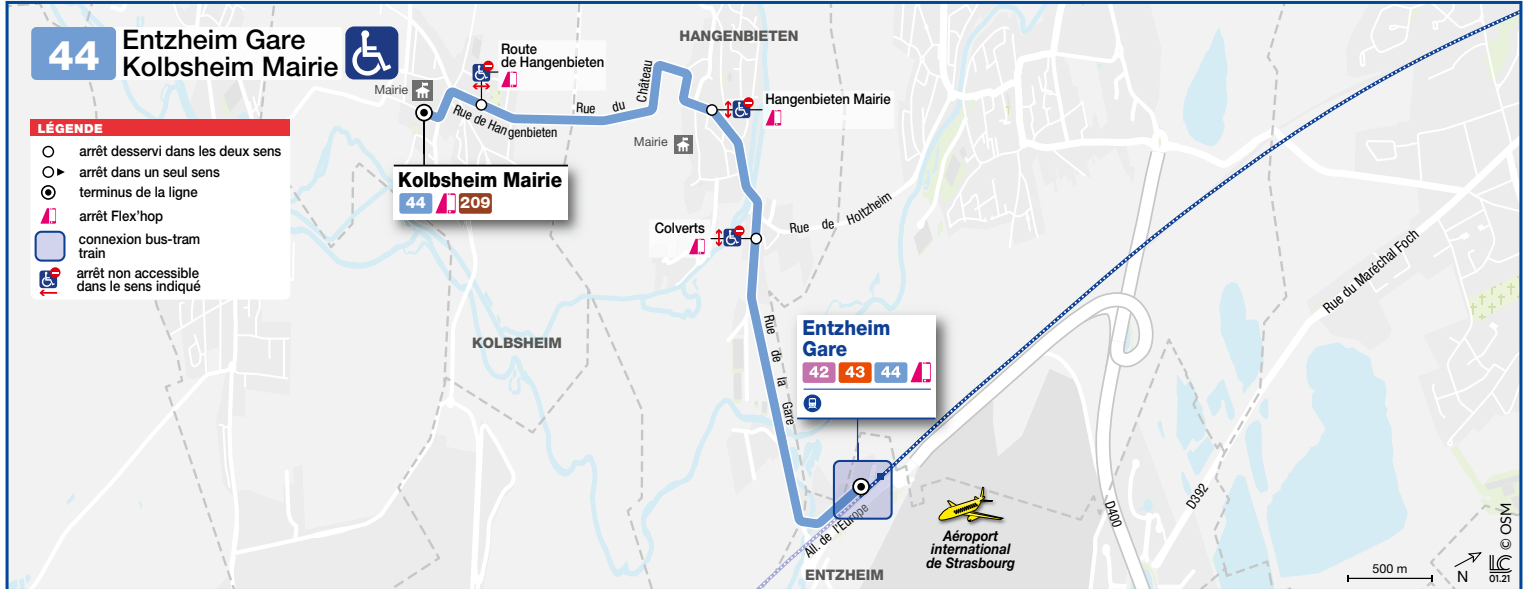 44
Entzheim Gare
Kolbsheim Mairie
LÉGENDE
arrêt desservi dans les deux sens
arrêt dans un seul sens
terminus de la ligne
arrêt Flex'hop
connexion bus-tram
train
arrêt non accessible
dans le sens indiqué
Mairie
Route
de Hangenbieten
Rue de Hangenbieten
Rue du Château
HANGENBIETEN
Hangenbieten Mairie
Mairie
Kolbsheim Mairie
44 209
Colverts
Rue de Holtzheim
KOLBSHEIM
Rue de la Gare
Entzheim
Gare
42 43 44
All. de l'Europe
ENTZHEIM
Aéroport
international
de Strasbourg
D400
D392
Rue du Maréchal Foch
500 m
N
LC
01.21
© OSM